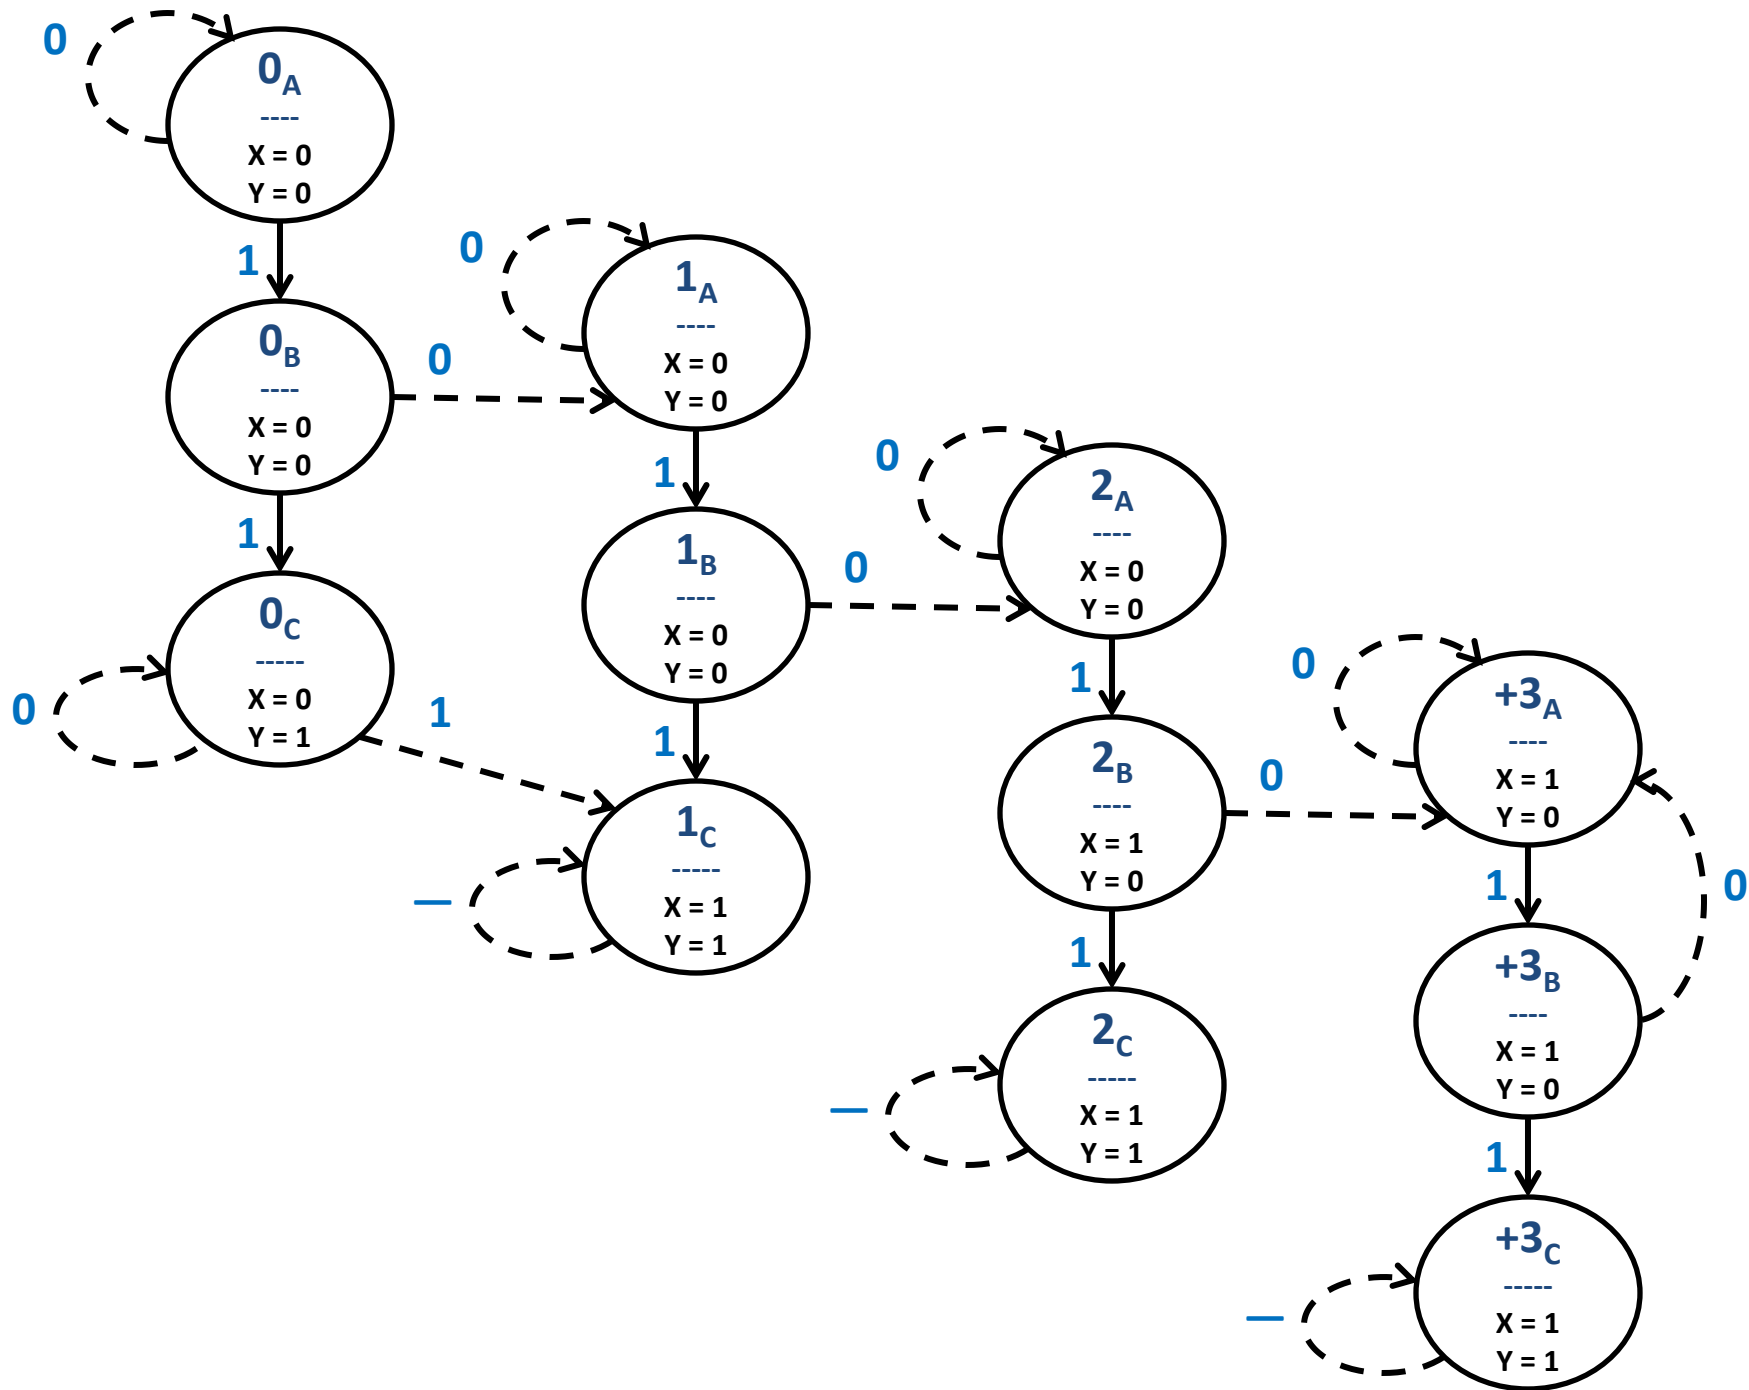 0
0A
----
X = 0
Y = 0
1
0B
----
X = 0
Y = 0
0
1
0C
-----
X = 0
Y = 1
0
1
0
1A
----
X = 0
Y = 0
1
1B
----
X = 0
Y = 0
0
1
1C
-----
X = 1
Y = 1
—
0
2A
----
X = 0
Y = 0
1
2B
----
X = 1
Y = 0
0
1
2C
-----
X = 1
Y = 1
—
0
+3A
----
X = 1
Y = 0
1
0
+3B
----
X = 1
Y = 0
1
+3C
-----
X = 1
Y = 1
—